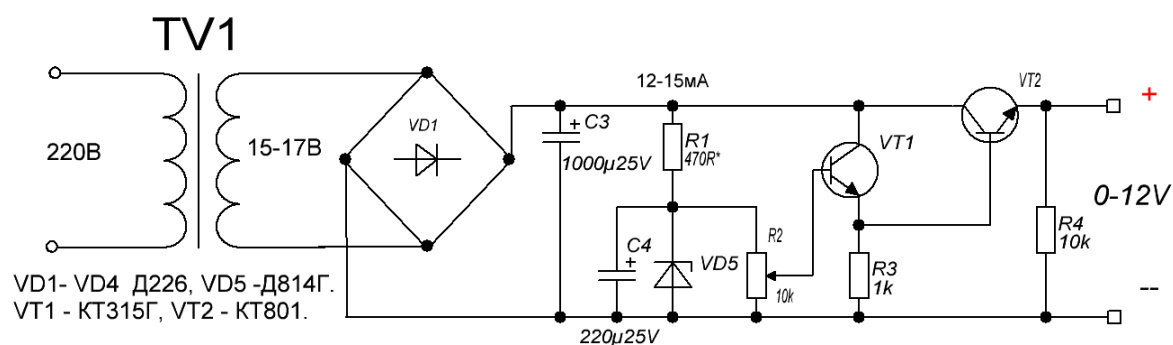 TV1
220В
15-17В
VD1
+ C3
1000µ25V
12-15мА
R1
470R*
C4
+
220µ25V
VD5
R2
10k
VT1
R3
1k
VT2
R4
10k
+
0-12V
--
VD1- VD4 Д226, VD5 -Д814Г.
VT1 - КТ315Г, VT2 - КТ801.